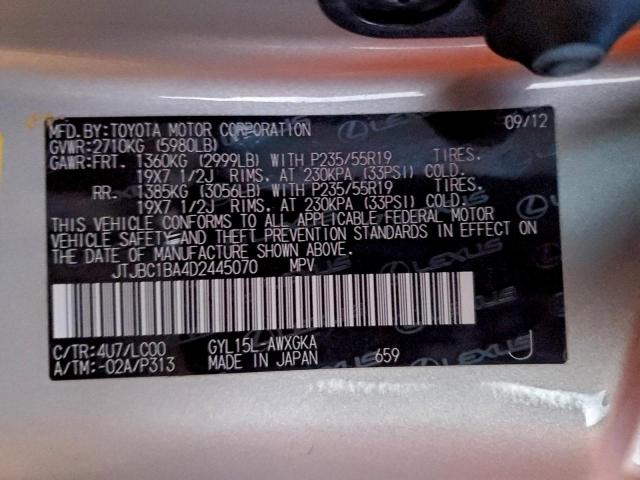 MFD.BY:TOYOTA MOTOR CORPORATION 09/12
GVWR:2710KG (5980LB)
GAWR:FRT. 1360KG (2999LB) WITH P235/55R19 TIRES.
19X7 1/2J RIMS. AT 230KPA (33PSI) COLD.
RR. 1385KG (3056LB) WITH P235/55R19 TIRES.
19X7 1/2J RIMS. AT 230KPA (33PSI) COLD.
THIS VEHICLE CONFORMS TO ALL APPLICABLE FEDERAL MOTOR
VEHICLE SAFETY AND THEFT PREVENTION STANDARDS IN EFFECT ON
THE DATE OF MANUFACTURE SHOWN ABOVE.
JTJBC1BA4D2445070 MPV
C/TR:4U7/LC00 GYL15L-AWXGKA
A/TM:-02A/P313 MADE IN JAPAN 659 J
LEXUS
LEXUS